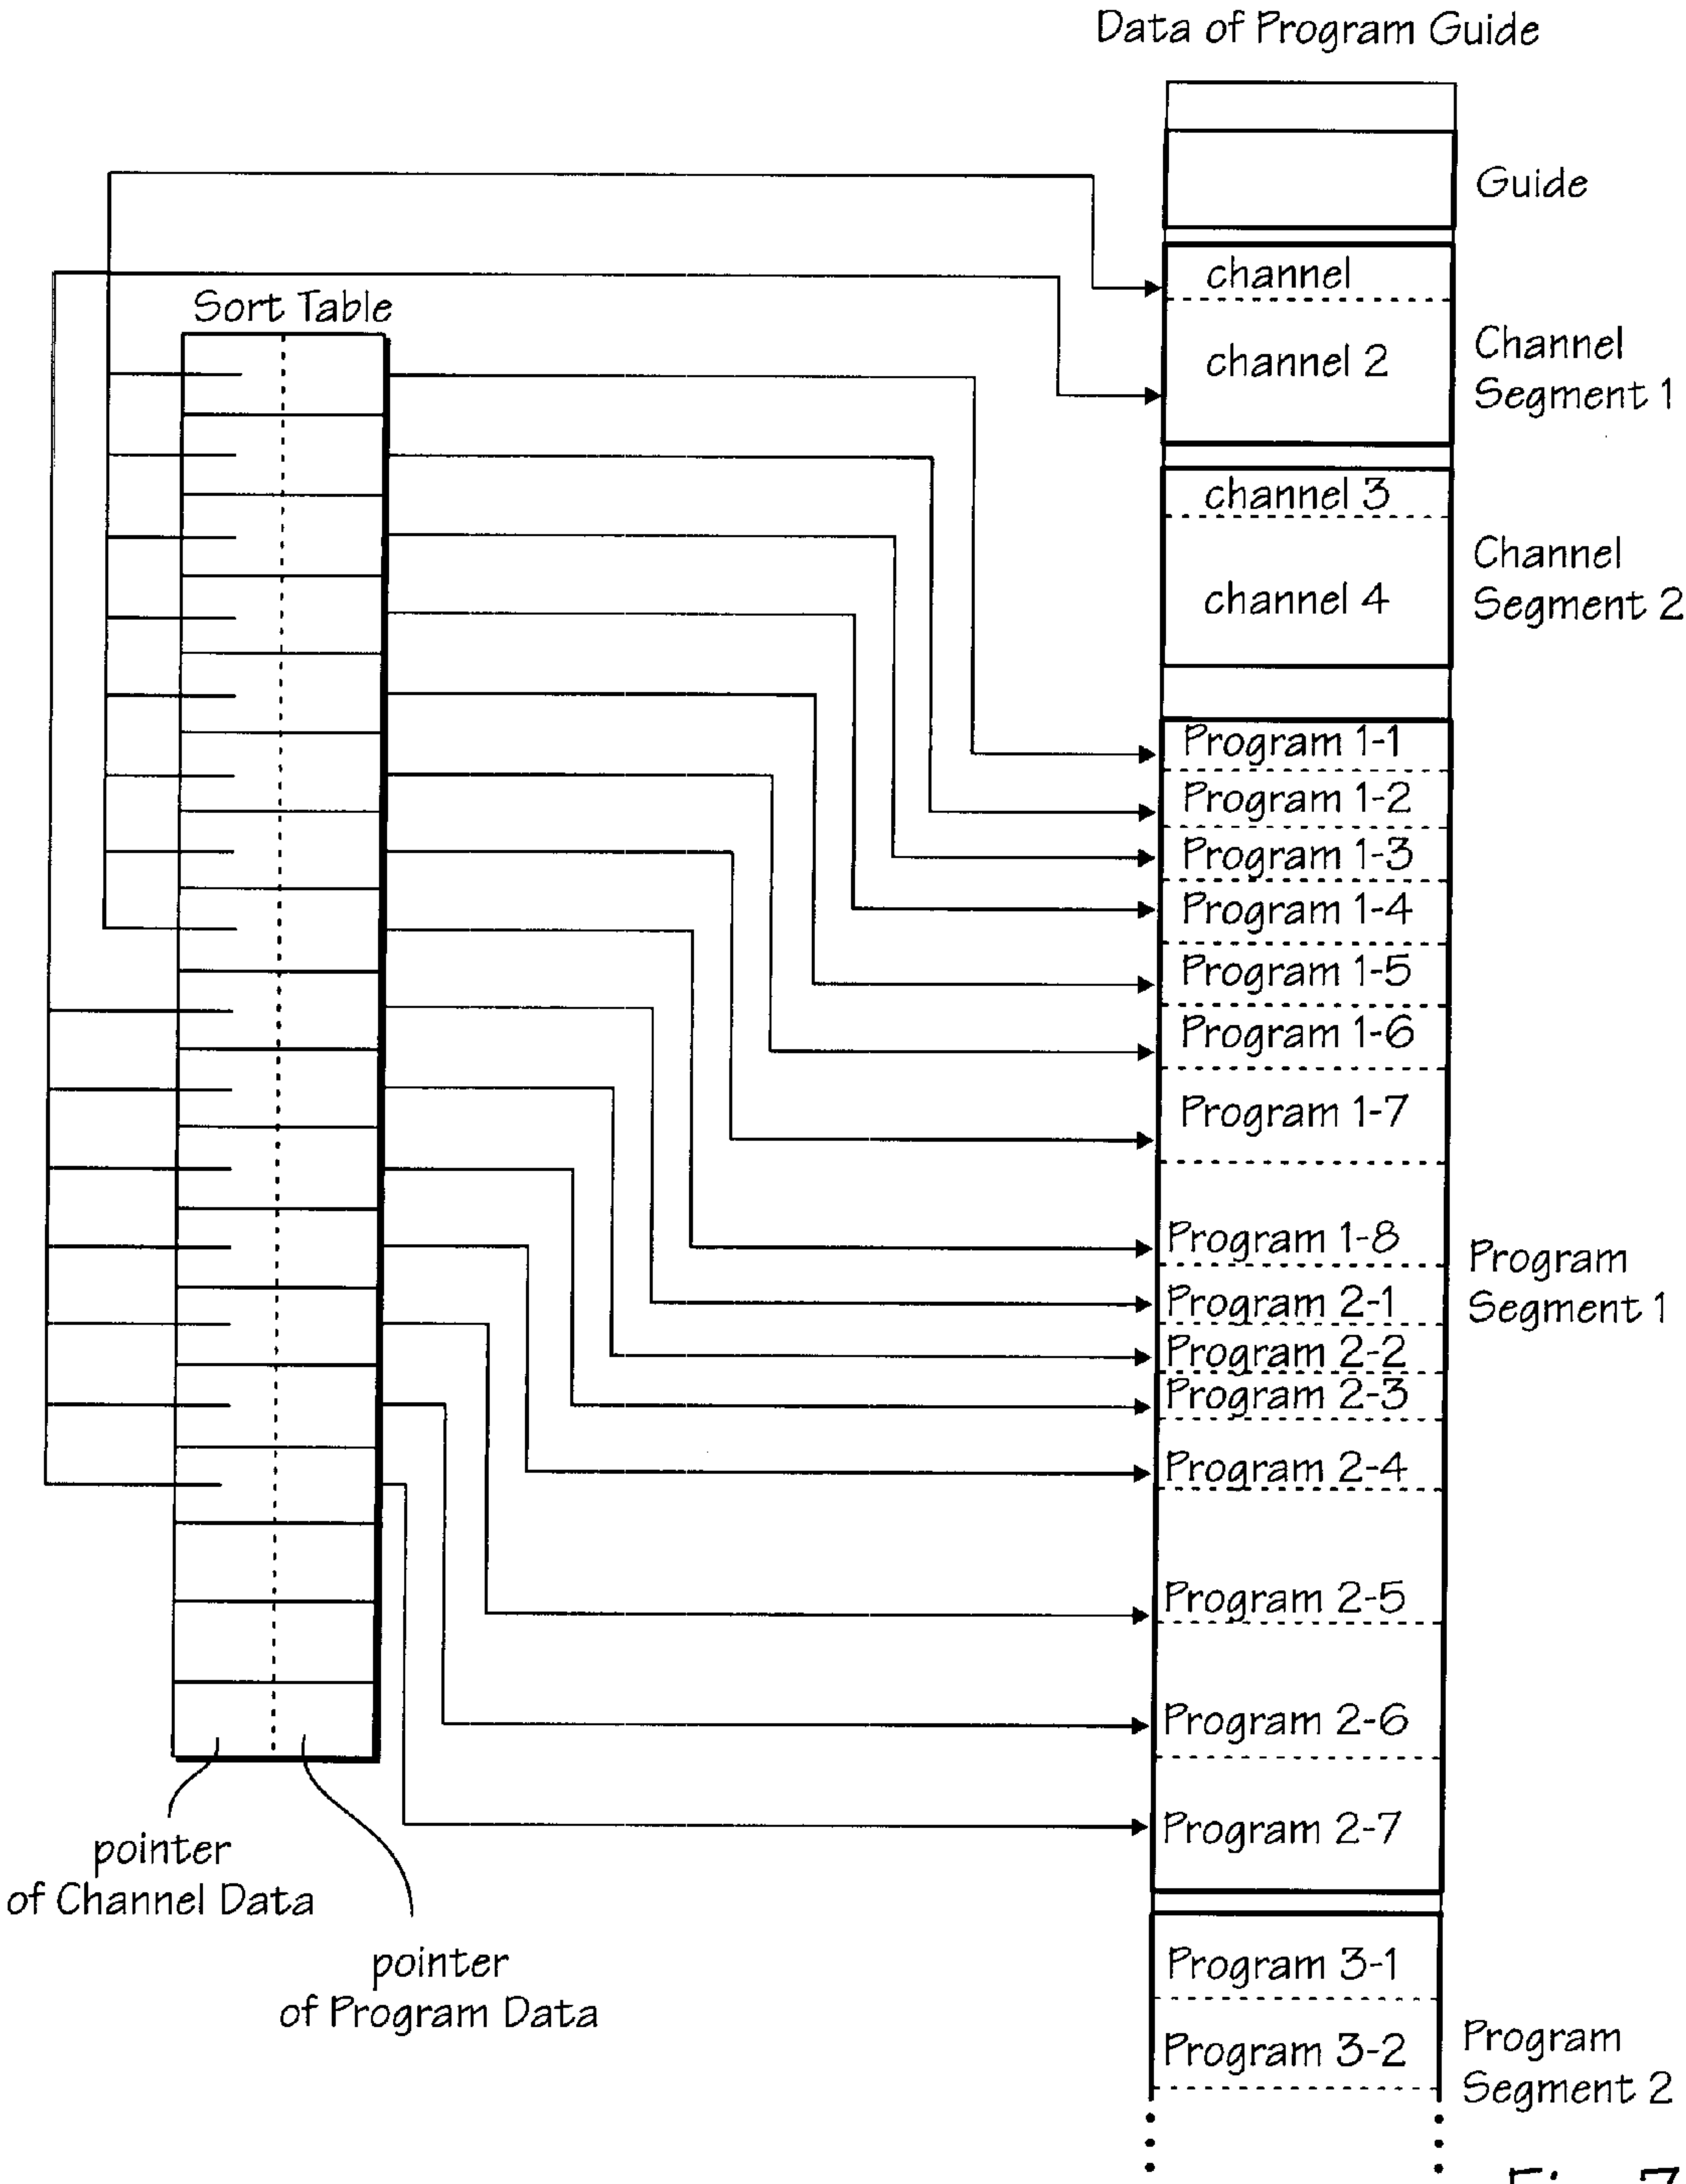 Data of Program Guide
Guide
channel
channel 2
Channel
Segment 1
channel 3
channel 4
Channel
Segment 2
Sort Table
Program 1-1
Program 1-2
Program 1-3
Program 1-4
Program 1-5
Program 1-6
Program 1-7
Program 1-8
Program 2-1
Program 2-2
Program 2-3
Program 2-4
Program 2-5
Program 2-6
Program 2-7
Program
Segment 1
pointer
of Channel Data
pointer
of Program Data
Program 3-1
Program 3-2
Program
Segment 2